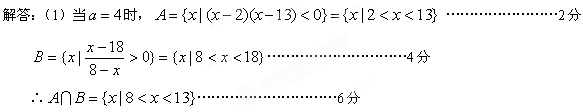 解答:(1)当a=4时, A={x|(x-2)(x-13)<0}={x|2<x<13} ……………………2分
B={x|\frac{x-18}{8-x}>0}={x|8<x<18}…………………………4分
∴A⋂B={x|8<x<13}…………………………6分